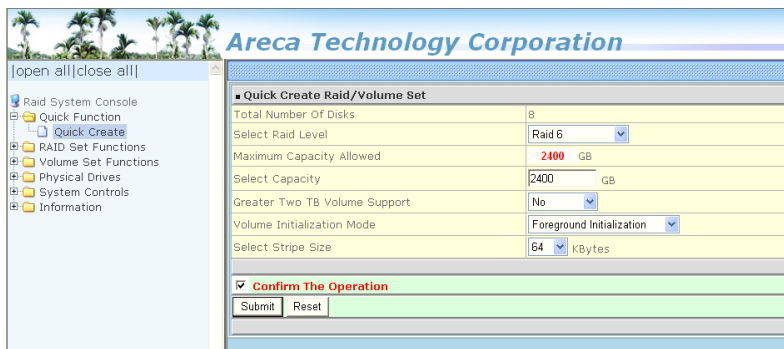 Areca Technology Corporation
|open all|close all|
Raid System Console
Quick Function
Quick Create
RAID Set Functions
Volume Set Functions
Physical Drives
System Controls
Information
Quick Create Raid/Volume Set
Total Number Of Disks 8
Select Raid Level Raid 6
Maximum Capacity Allowed 2400 GB
Select Capacity 2400 GB
Greater Two TB Volume Support No
Volume Initialization Mode Foreground Initialization
Select Stripe Size 64 KBytes
Confirm The Operation
Submit Reset